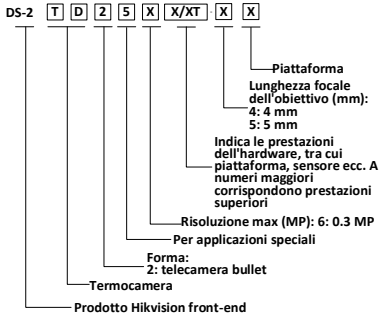 DS-2 T D 2 5 X X/XT - X X
Piattaforma
Lunghezza focale
dell'obiettivo (mm):
4: 4 mm
5: 5 mm
Indica le prestazioni
dell'hardware, tra cui
piattaforma, sensore ecc. A
numeri maggiori
corrispondono prestazioni
superiori
Risoluzione max (MP): 6: 0.3 MP
Per applicazioni speciali
Forma:
2: telecamera bullet
Termocamera
Prodotto Hikvision front-end